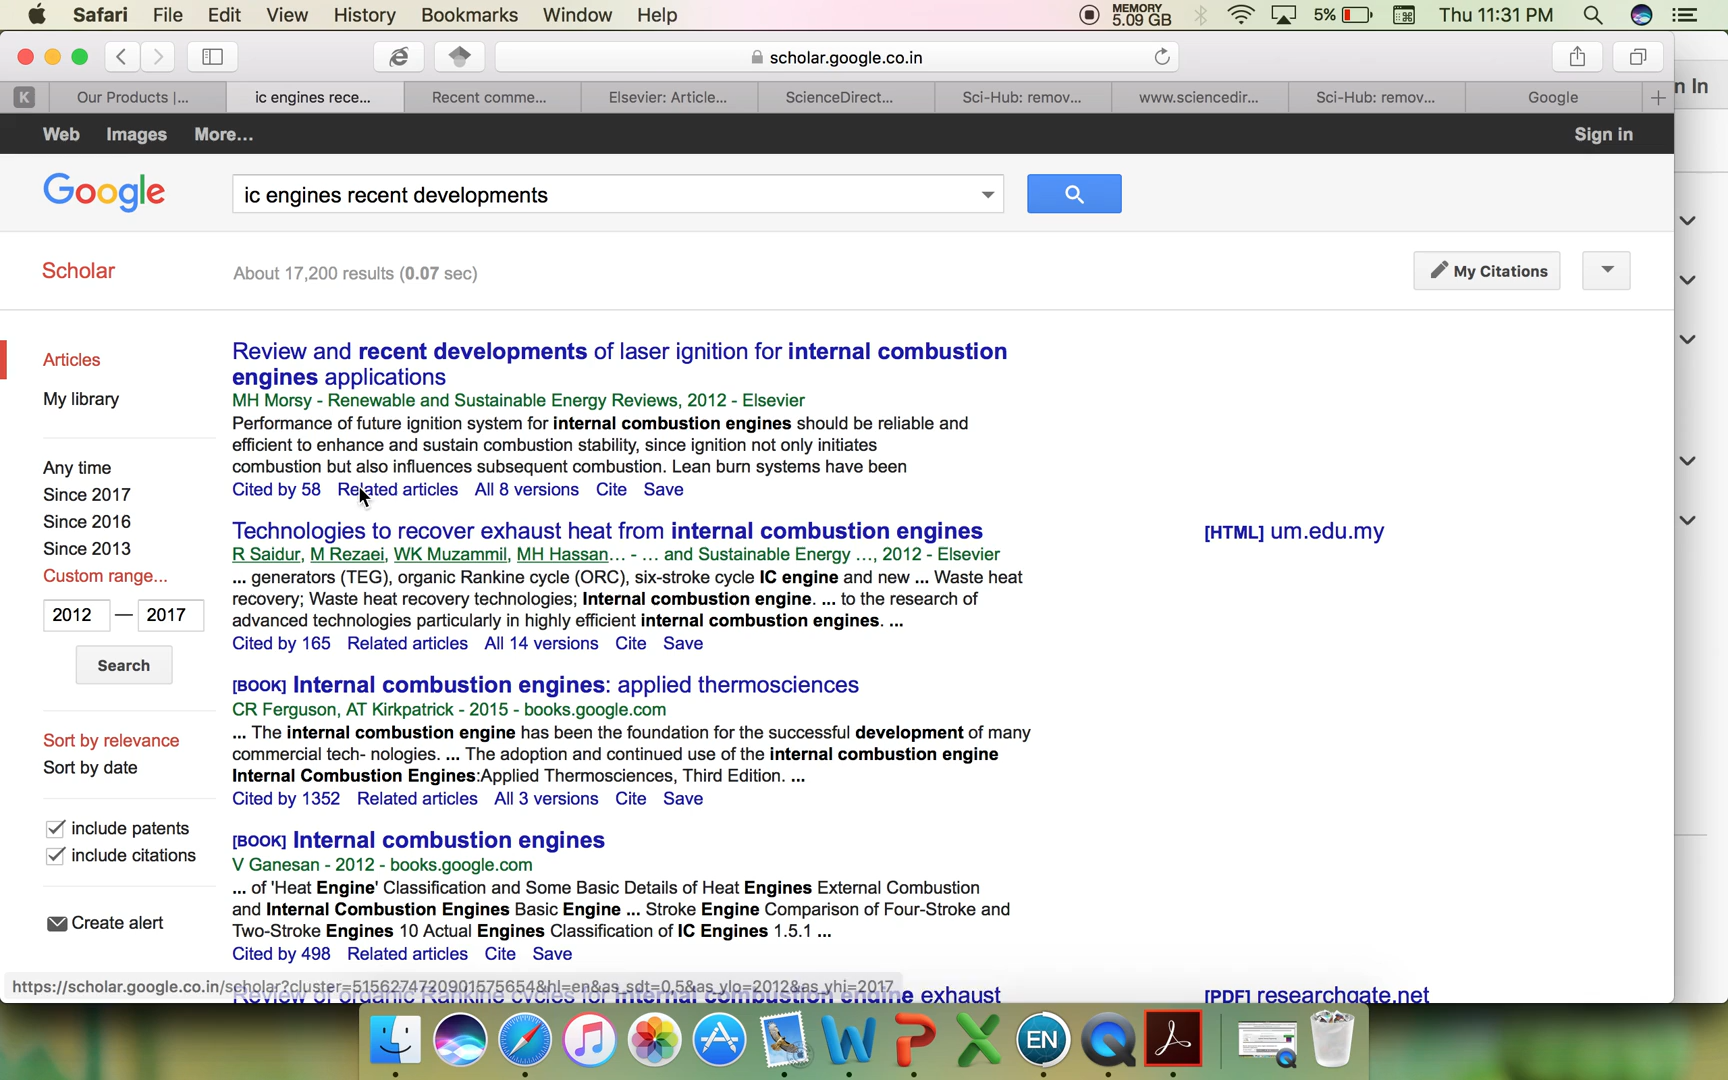 Safari File Edit View History Bookmarks Window Help MEMORY 5.09 GB 5% Thu 11:31 PM
scholar.google.co.in
K Our Products |... ic engines rece... Recent comme... Elsevier: Article... ScienceDirect... Sci-Hub: remov... www.sciencedir... Sci-Hub: remov... Google + n In
Web Images More... Sign in
Google ic engines recent developments
Scholar About 17,200 results (0.07 sec) My Citations
Articles
My library
Any time
Since 2017
Since 2016
Since 2013
Custom range...
2012 — 2017
Search
Sort by relevance
Sort by date
include patents
include citations
Create alert
Review and recent developments of laser ignition for internal combustion
engines applications
MH Morsy - Renewable and Sustainable Energy Reviews, 2012 - Elsevier
Performance of future ignition system for internal combustion engines should be reliable and
efficient to enhance and sustain combustion stability, since ignition not only initiates
combustion but also influences subsequent combustion. Lean burn systems have been
Cited by 58 Related articles All 8 versions Cite Save
Technologies to recover exhaust heat from internal combustion engines [HTML] um.edu.my
R Saidur, M Rezaei, WK Muzammil, MH Hassan... - ... and Sustainable Energy ..., 2012 - Elsevier
... generators (TEG), organic Rankine cycle (ORC), six-stroke cycle IC engine and new ... Waste heat
recovery; Waste heat recovery technologies; Internal combustion engine. ... to the research of
advanced technologies particularly in highly efficient internal combustion engines. ...
Cited by 165 Related articles All 14 versions Cite Save
[BOOK] Internal combustion engines: applied thermosciences
CR Ferguson, AT Kirkpatrick - 2015 - books.google.com
... The internal combustion engine has been the foundation for the successful development of many
commercial tech- nologies. ... The adoption and continued use of the internal combustion engine
Internal Combustion Engines:Applied Thermosciences, Third Edition. ...
Cited by 1352 Related articles All 3 versions Cite Save
[BOOK] Internal combustion engines
V Ganesan - 2012 - books.google.com
... of 'Heat Engine' Classification and Some Basic Details of Heat Engines External Combustion
and Internal Combustion Engines Basic Engine ... Stroke Engine Comparison of Four-Stroke and
Two-Stroke Engines 10 Actual Engines Classification of IC Engines 1.5.1 ...
Cited by 498 Related articles Cite Save
https://scholar.google.co.in/scholar?cluster=5156274720901575654&hl=en&as_sdt=0,5&as_ylo=2012&as_yhi=2017
Review of organic Rankine cycles for internal combustion engine exhaust [PDF] researchgate.net
W P X EN